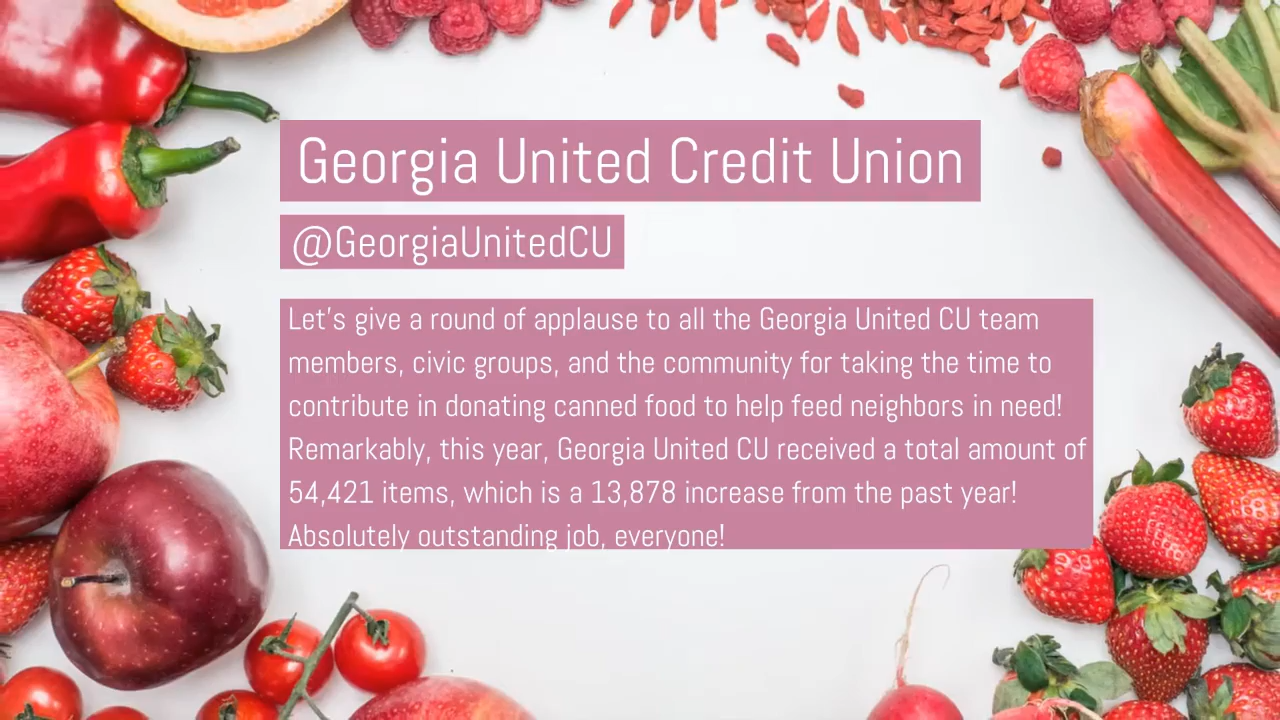 Georgia United Credit Union
@GeorgiaUnitedCU
Let's give a round of applause to all the Georgia United CU team
members, civic groups, and the community for taking the time to
contribute in donating canned food to help feed neighbors in need!
Remarkably, this year, Georgia United CU received a total amount of
54,421 items, which is a 13,878 increase from the past year!
Absolutely outstanding job, everyone!